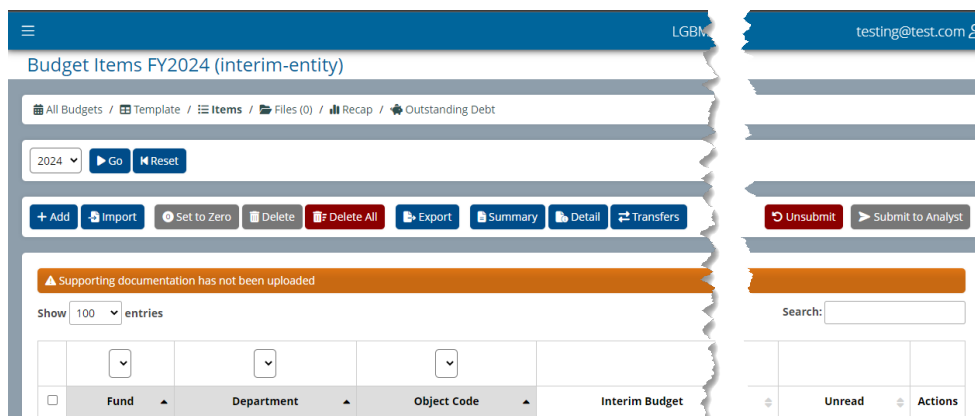 LGBM testing@test.com
Budget Items FY2024 (interim-entity)
All Budgets / Template / Items / Files (0) / Recap / Outstanding Debt
2024 Go Reset
+ Add Import Set to Zero Delete Delete All Export Summary Detail Transfers Unsubmit Submit to Analyst
Supporting documentation has not been uploaded
Show 100 entries Search:
Fund Department Object Code Interim Budget Unread Actions